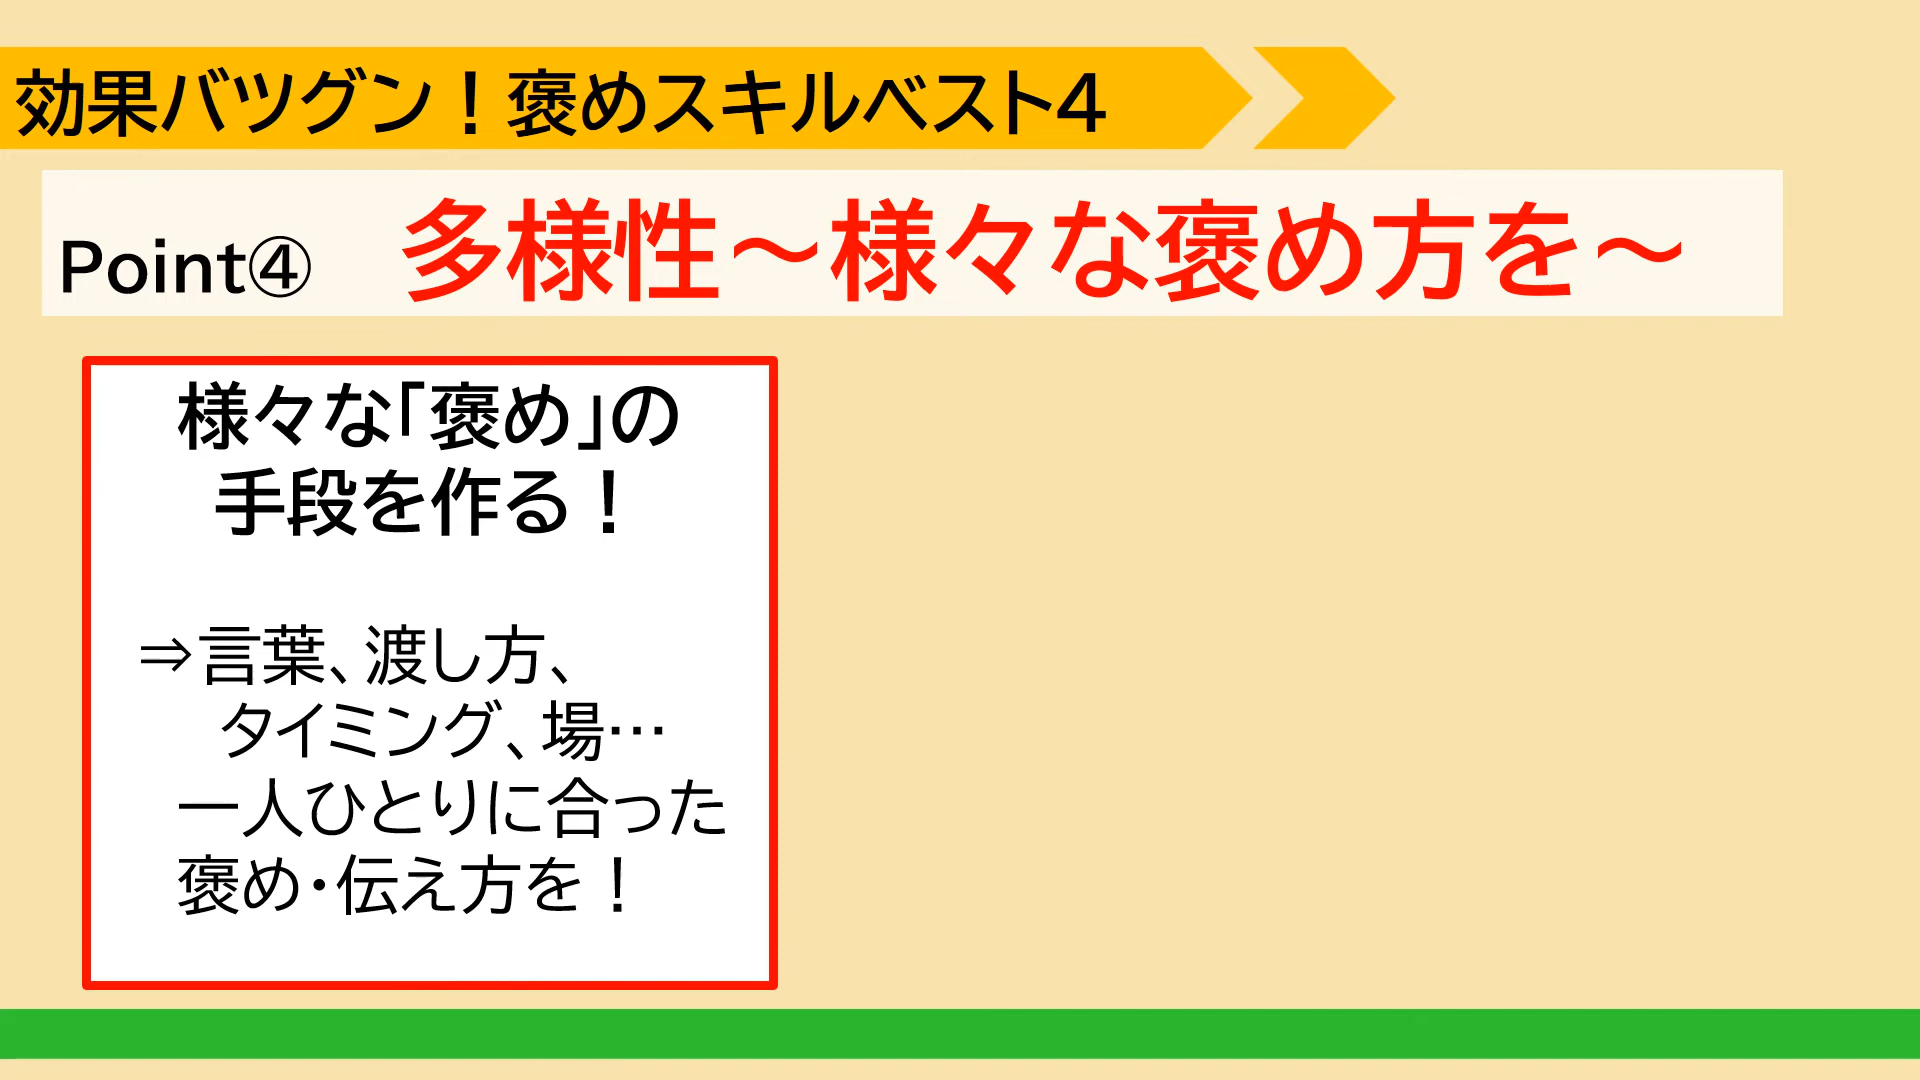 効果バツグン！褒めスキルベスト4
Point④　多様性～様々な褒め方を～
様々な「褒め」の
手段を作る！
⇒言葉、渡し方、
タイミング、場…
一人ひとりに合った
褒め・伝え方を！